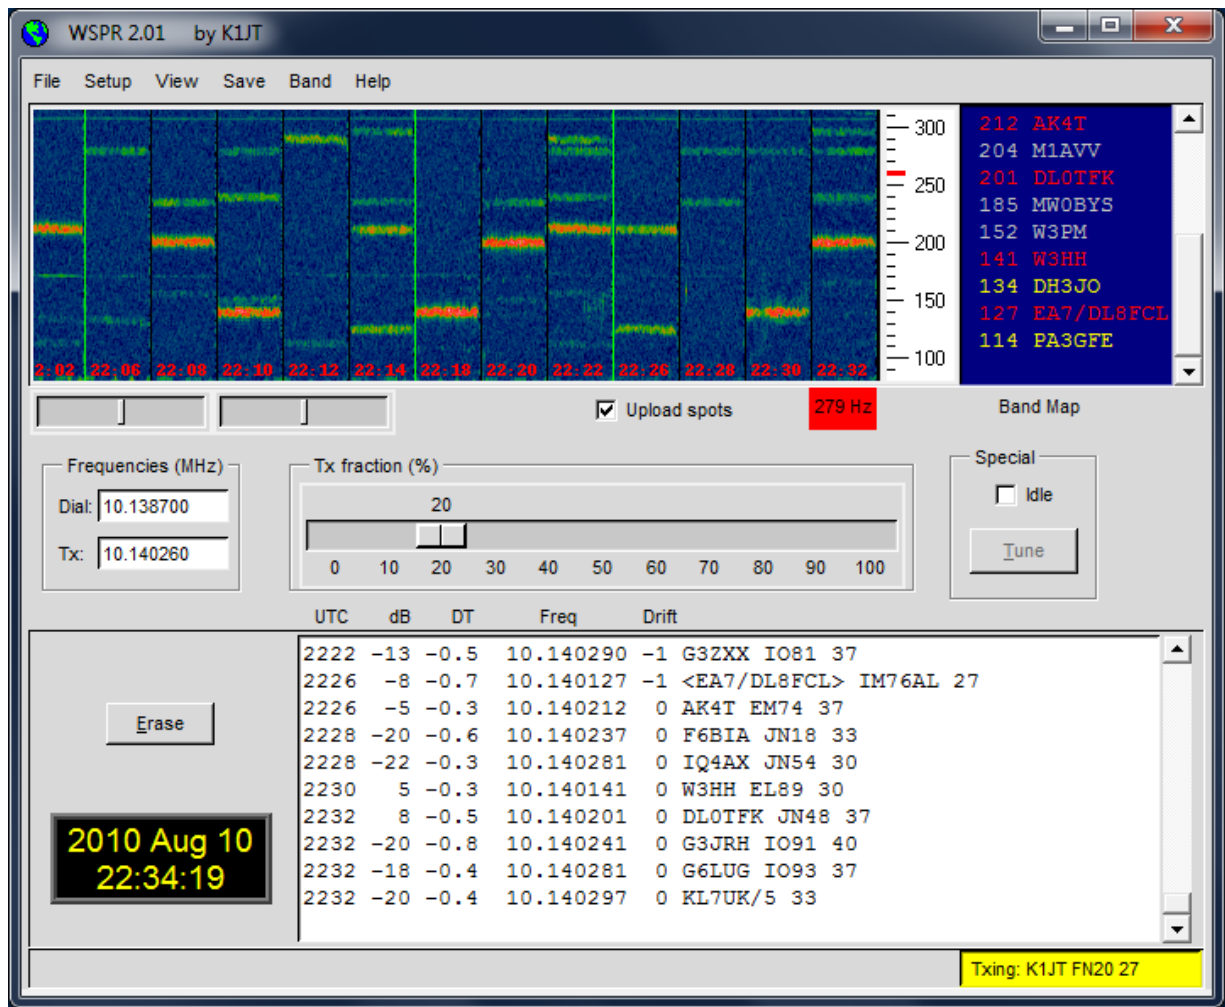 WSPR 2.01 by K1JT
File Setup View Save Band Help
300
250
200
150
100
2:02 22:06 22:08 22:10 22:12 22:14 22:18 22:20 22:22 22:26 22:28 22:30 22:32
212 AK4T
204 M1AVV
201 DL0TFK
185 MW0BYS
152 W3PM
141 W3HH
134 DH3JO
127 EA7/DL8FCL
114 PA3GFE
Upload spots
279 Hz
Band Map
Frequencies (MHz)
Dial: 10.138700
Tx: 10.140260
Tx fraction (%)
20
0 10 20 30 40 50 60 70 80 90 100
Special
Idle
Tune
UTC dB DT Freq Drift
2222 -13 -0.5 10.140290 -1 G3ZXX IO81 37
2226 -8 -0.7 10.140127 -1 <EA7/DL8FCL> IM76AL 27
2226 -5 -0.3 10.140212 0 AK4T EM74 37
2228 -20 -0.6 10.140237 0 F6BIA JN18 33
2228 -22 -0.3 10.140281 0 IQ4AX JN54 30
2230 5 -0.3 10.140141 0 W3HH EL89 30
2232 8 -0.5 10.140201 0 DL0TFK JN48 37
2232 -20 -0.8 10.140241 0 G3JRH IO91 40
2232 -18 -0.4 10.140281 0 G6LUG IO93 37
2232 -20 -0.4 10.140297 0 KL7UK/5 33
Erase
2010 Aug 10
22:34:19
Txing: K1JT FN20 27